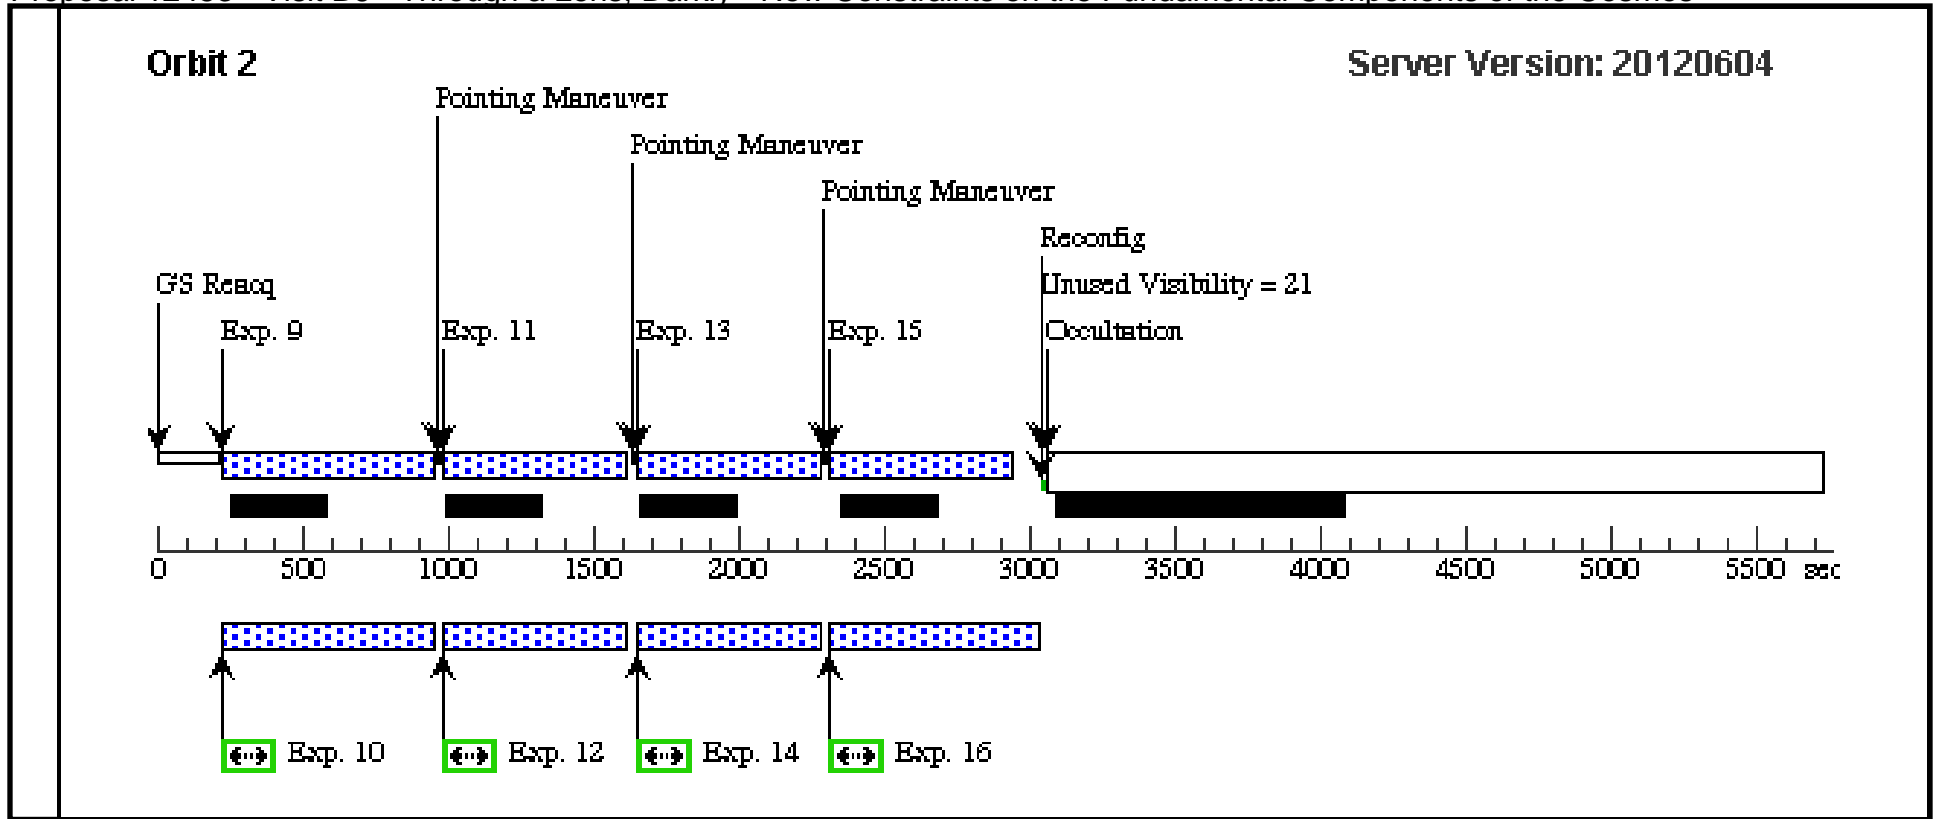 Orbit 2
Server Version: 20120604
Pointing Maneuver
Pointing Maneuver
Pointing Maneuver
Reconfig
GS Reacq
Unused Visibility = 21
Exp. 9
Exp. 11
Exp. 13
Exp. 15
Occultation
0 500 1000 1500 2000 2500 3000 3500 4000 4500 5000 5500 sec
Exp. 10
Exp. 12
Exp. 14
Exp. 16